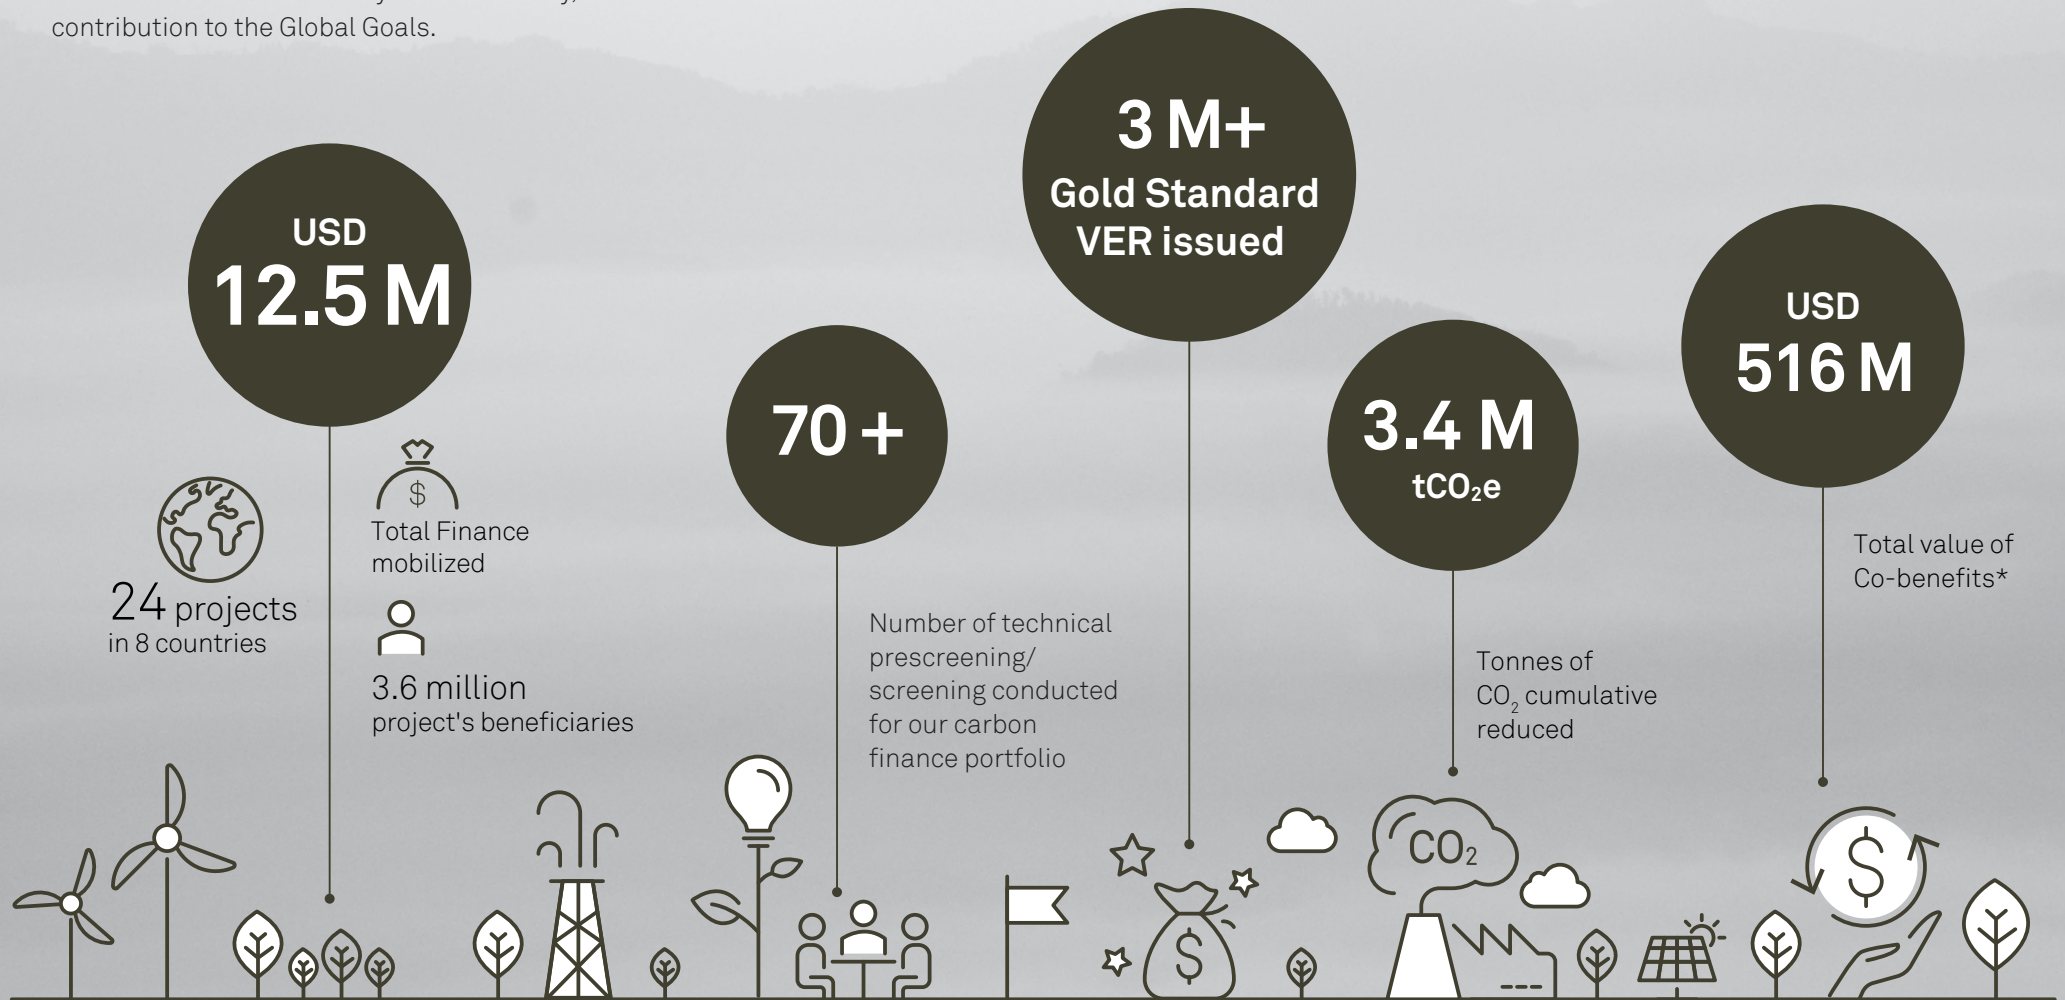 contribution to the Global Goals.
USD
12.5 M
24 projects
in 8 countries
$
Total Finance
mobilized
3.6 million
project's beneficiaries
70 +
Number of technical
prescreening/
screening conducted
for our carbon
finance portfolio
3 M+
Gold Standard
VER issued
$
3.4 M
tCO₂e
Tonnes of
CO₂ cumulative
reduced
CO₂
USD
516 M
Total value of
Co-benefits*
$